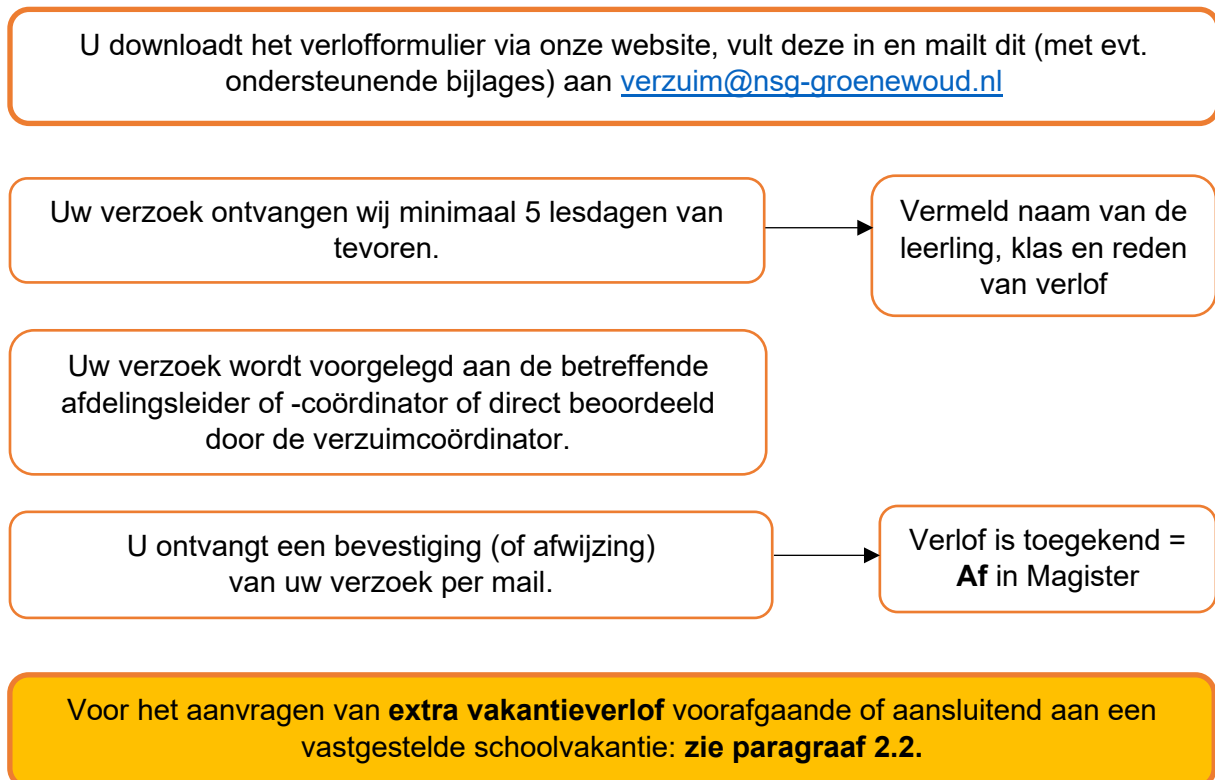 U downloadt het verlofformulier via onze website, vult deze in en mailt dit (met evt.
ondersteunende bijlages) aan verzuim@nsg-groenewoud.nl
Uw verzoek ontvangen wij minimaal 5 lesdagen van
tevoren.
Vermeld naam van de
leerling, klas en reden
van verlof
Uw verzoek wordt voorgelegd aan de betreffende
afdelingsleider of -coördinator of direct beoordeeld
door de verzuimcoördinator.
U ontvangt een bevestiging (of afwijzing)
van uw verzoek per mail.
Verlof is toegekend =
Af in Magister
Voor het aanvragen van extra vakantieverlof voorafgaande of aansluitend aan een
vastgestelde schoolvakantie: zie paragraaf 2.2.